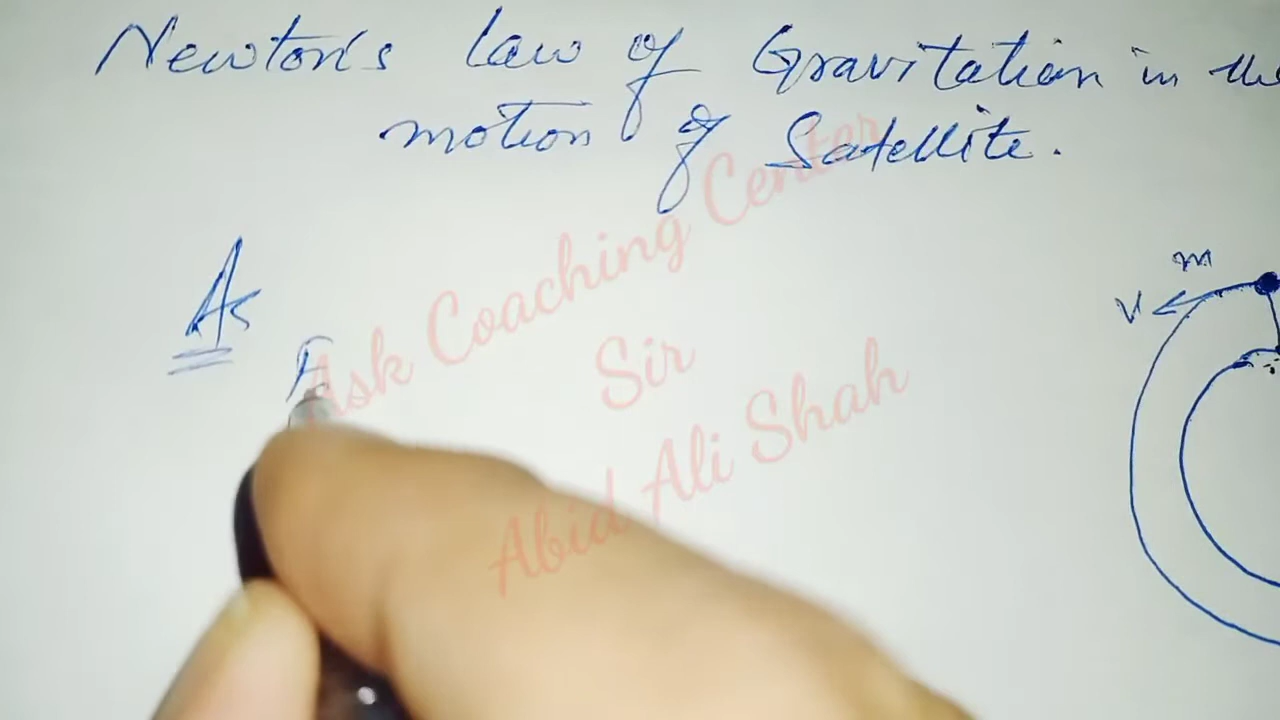 Newton's law of Gravitation in the
motion of Satellite.
As
F
m
V
Ask Coaching Center
Sir
Abid Ali Shah